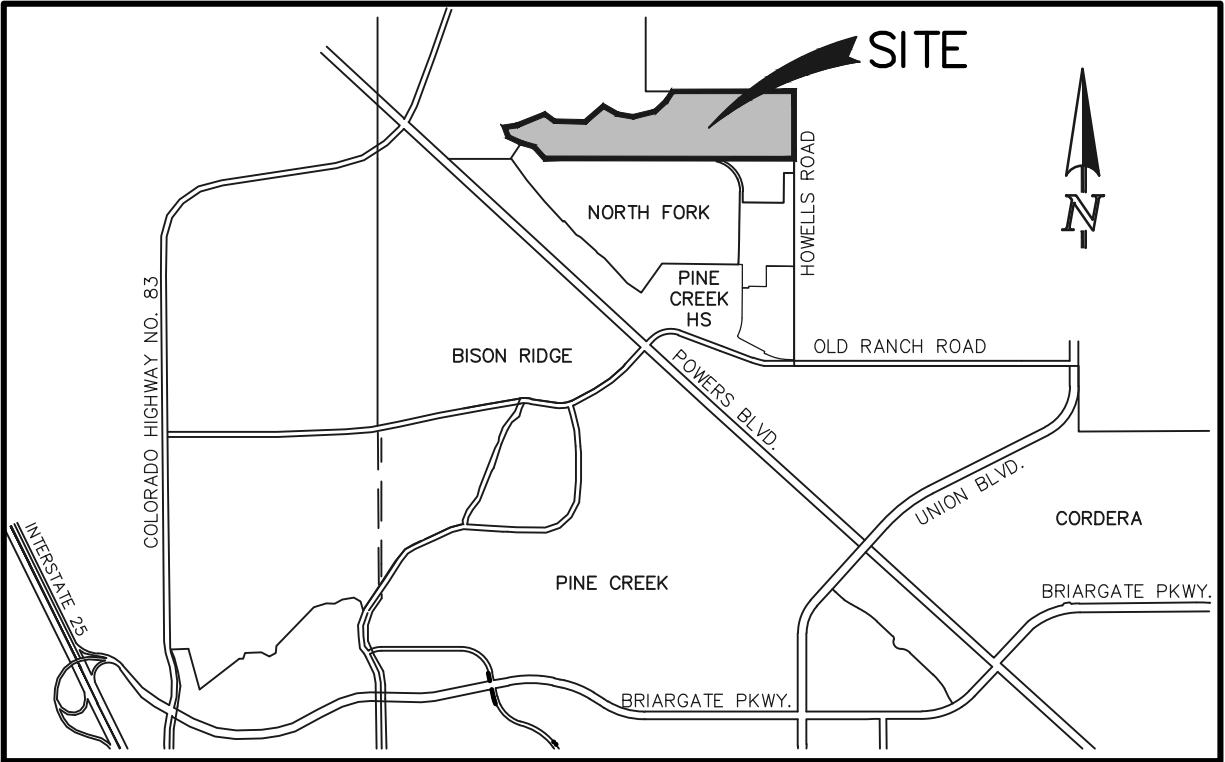 SITE
HOWELLS ROAD
N
NORTH FORK
PINE
CREEK
HS
COLORADO HIGHWAY NO. 83
BISON RIDGE
OLD RANCH ROAD
POWERS BLVD.
UNION BLVD.
CORDERA
INTERSTATE 25
PINE CREEK
BRIARGATE PKWY.
BRIARGATE PKWY.